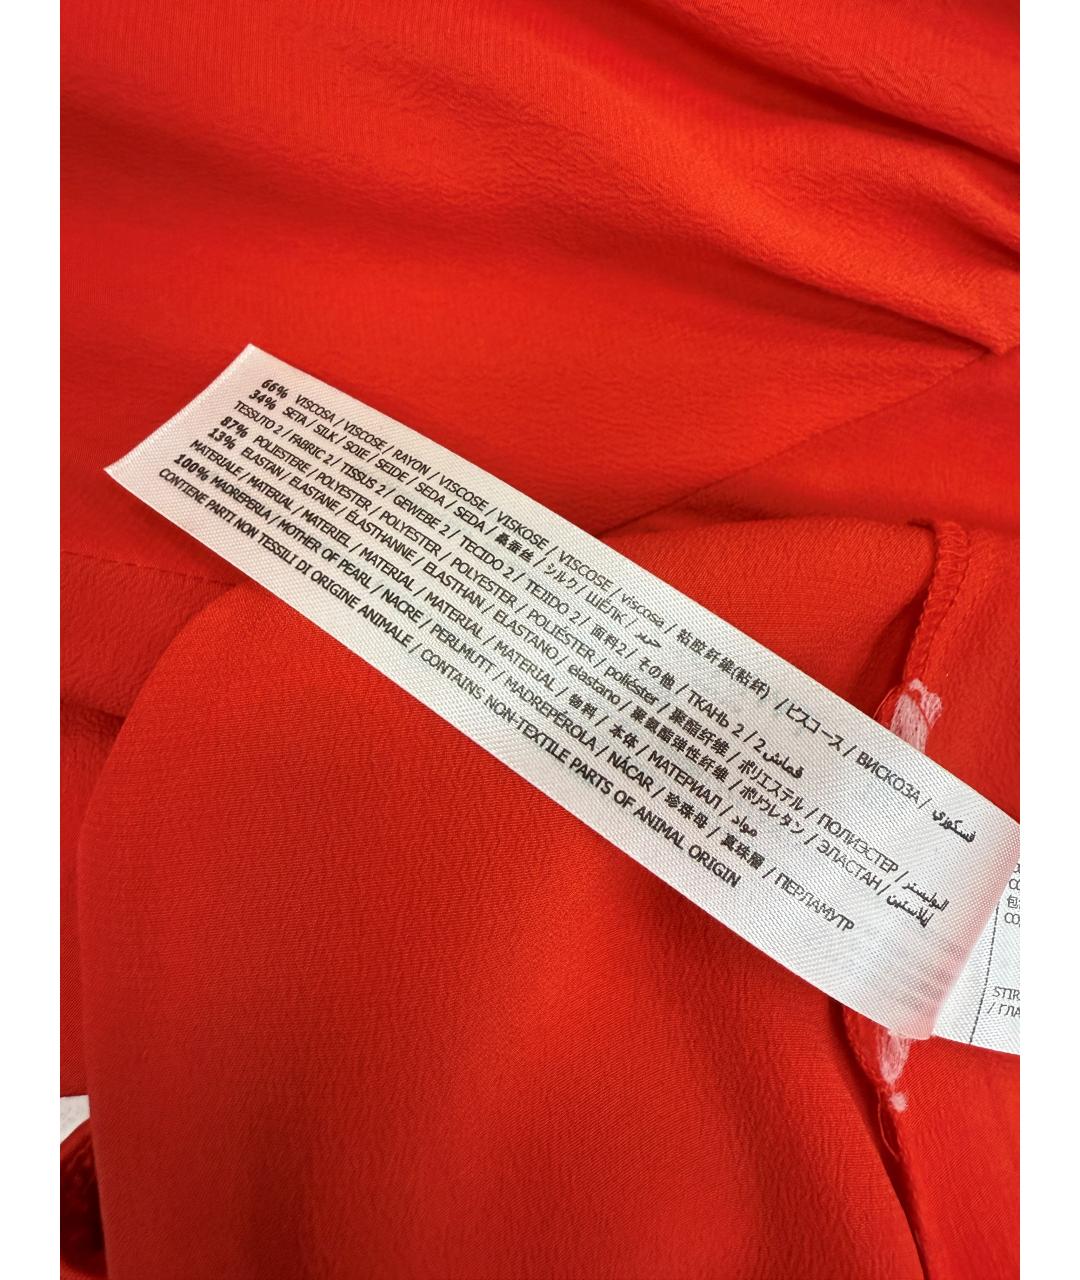 66% VISCOSA / VISCOSE / RAYON / VISCOSE / VISKOSE / VISCOSE / viscosa / 粘胶纤维(粘纤) / ビスコース / ВИСКОЗА / فسكوزي
34% SETA / SILK / SOIE / SEIDE / SEDA / SEDA / 桑蚕丝 / シルク / ШЁЛК / حرير
TESSUTO 2 / FABRIC 2 / TISSUS 2 / GEWEBE 2 / TECIDO 2 / TEJIDO 2 / 面料2 / その他 / ТКАНЬ 2 / قماش 2
87% POLIESTERE / POLYESTER / POLYESTER / POLYESTER / POLIÉSTER / poliéster / 聚酯纤维 / ポリエステル / ПОЛИЭСТЕР / البوليستر
13% ELASTAN / ELASTANE / ÉLASTHANNE / ELASTHAN / ELASTANO / elastano / 聚氨酯弹性纤维 / ポリウレタン / ЭЛАСТАН / إيلاستين
MATERIALE / MATERIAL / MATERIEL / MATERIAL / MATERIAL / MATERIAL / 物料 / 本体 / МАТЕРИАЛ / مواد
100% MADREPERLA / MOTHER OF PEARL / NACRE / PERLMUTT / MADREPÉROLA / NÁCAR / 珍珠母 / 真珠層 / ПЕРЛАМУТР
CONTIENE PARTI NON TESSILI DI ORIGINE ANIMALE / CONTAINS NON-TEXTILE PARTS OF ANIMAL ORIGIN
CO
包
СО
STIR
/ ГЛА